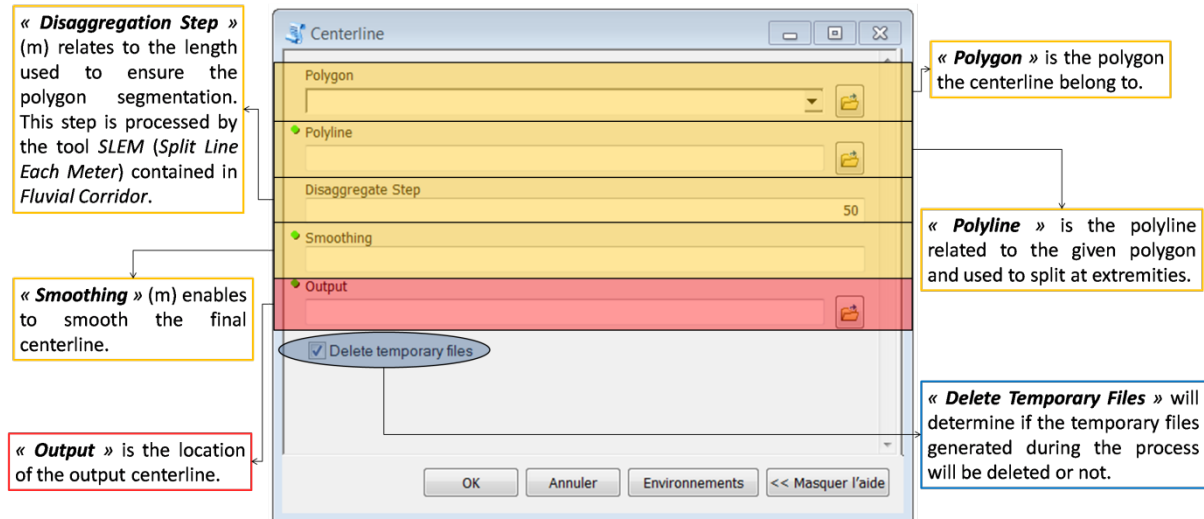 « Disaggregation Step »
(m) relates to the length
used to ensure the
polygon segmentation.
This step is processed by
the tool SLEM (Split Line
Each Meter) contained in
Fluvial Corridor.
« Smoothing » (m) enables
to smooth the final
centerline.
« Output » is the location
of the output centerline.
Centerline
Polygon
Polyline
Disaggregate Step
50
Smoothing
Output
Delete temporary files
OK
Annuler
Environnements
<< Masquer l'aide
« Polygon » is the polygon
the centerline belong to.
« Polyline » is the polyline
related to the given polygon
and used to split at extremities.
« Delete Temporary Files » will
determine if the temporary files
generated during the process
will be deleted or not.